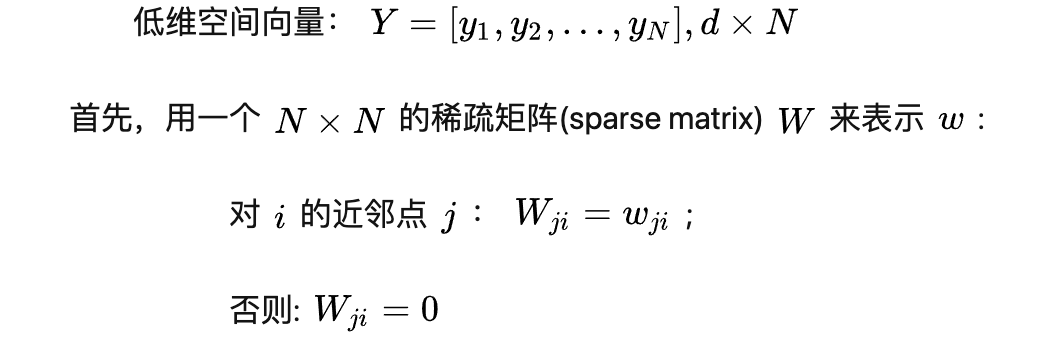 低维空间向量： $Y = [y_1, y_2, \ldots, y_N], d \times N$
首先，用一个 $N \times N$ 的稀疏矩阵(sparse matrix) $W$ 来表示 $w$ :
对 $i$ 的近邻点 $j$ ： $W_{ji} = w_{ji}$ ;
否则: $W_{ji} = 0$